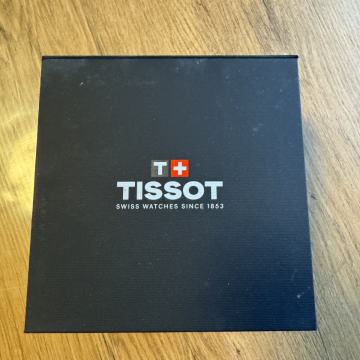 T+
TISSOT
SWISS WATCHES SINCE 1853